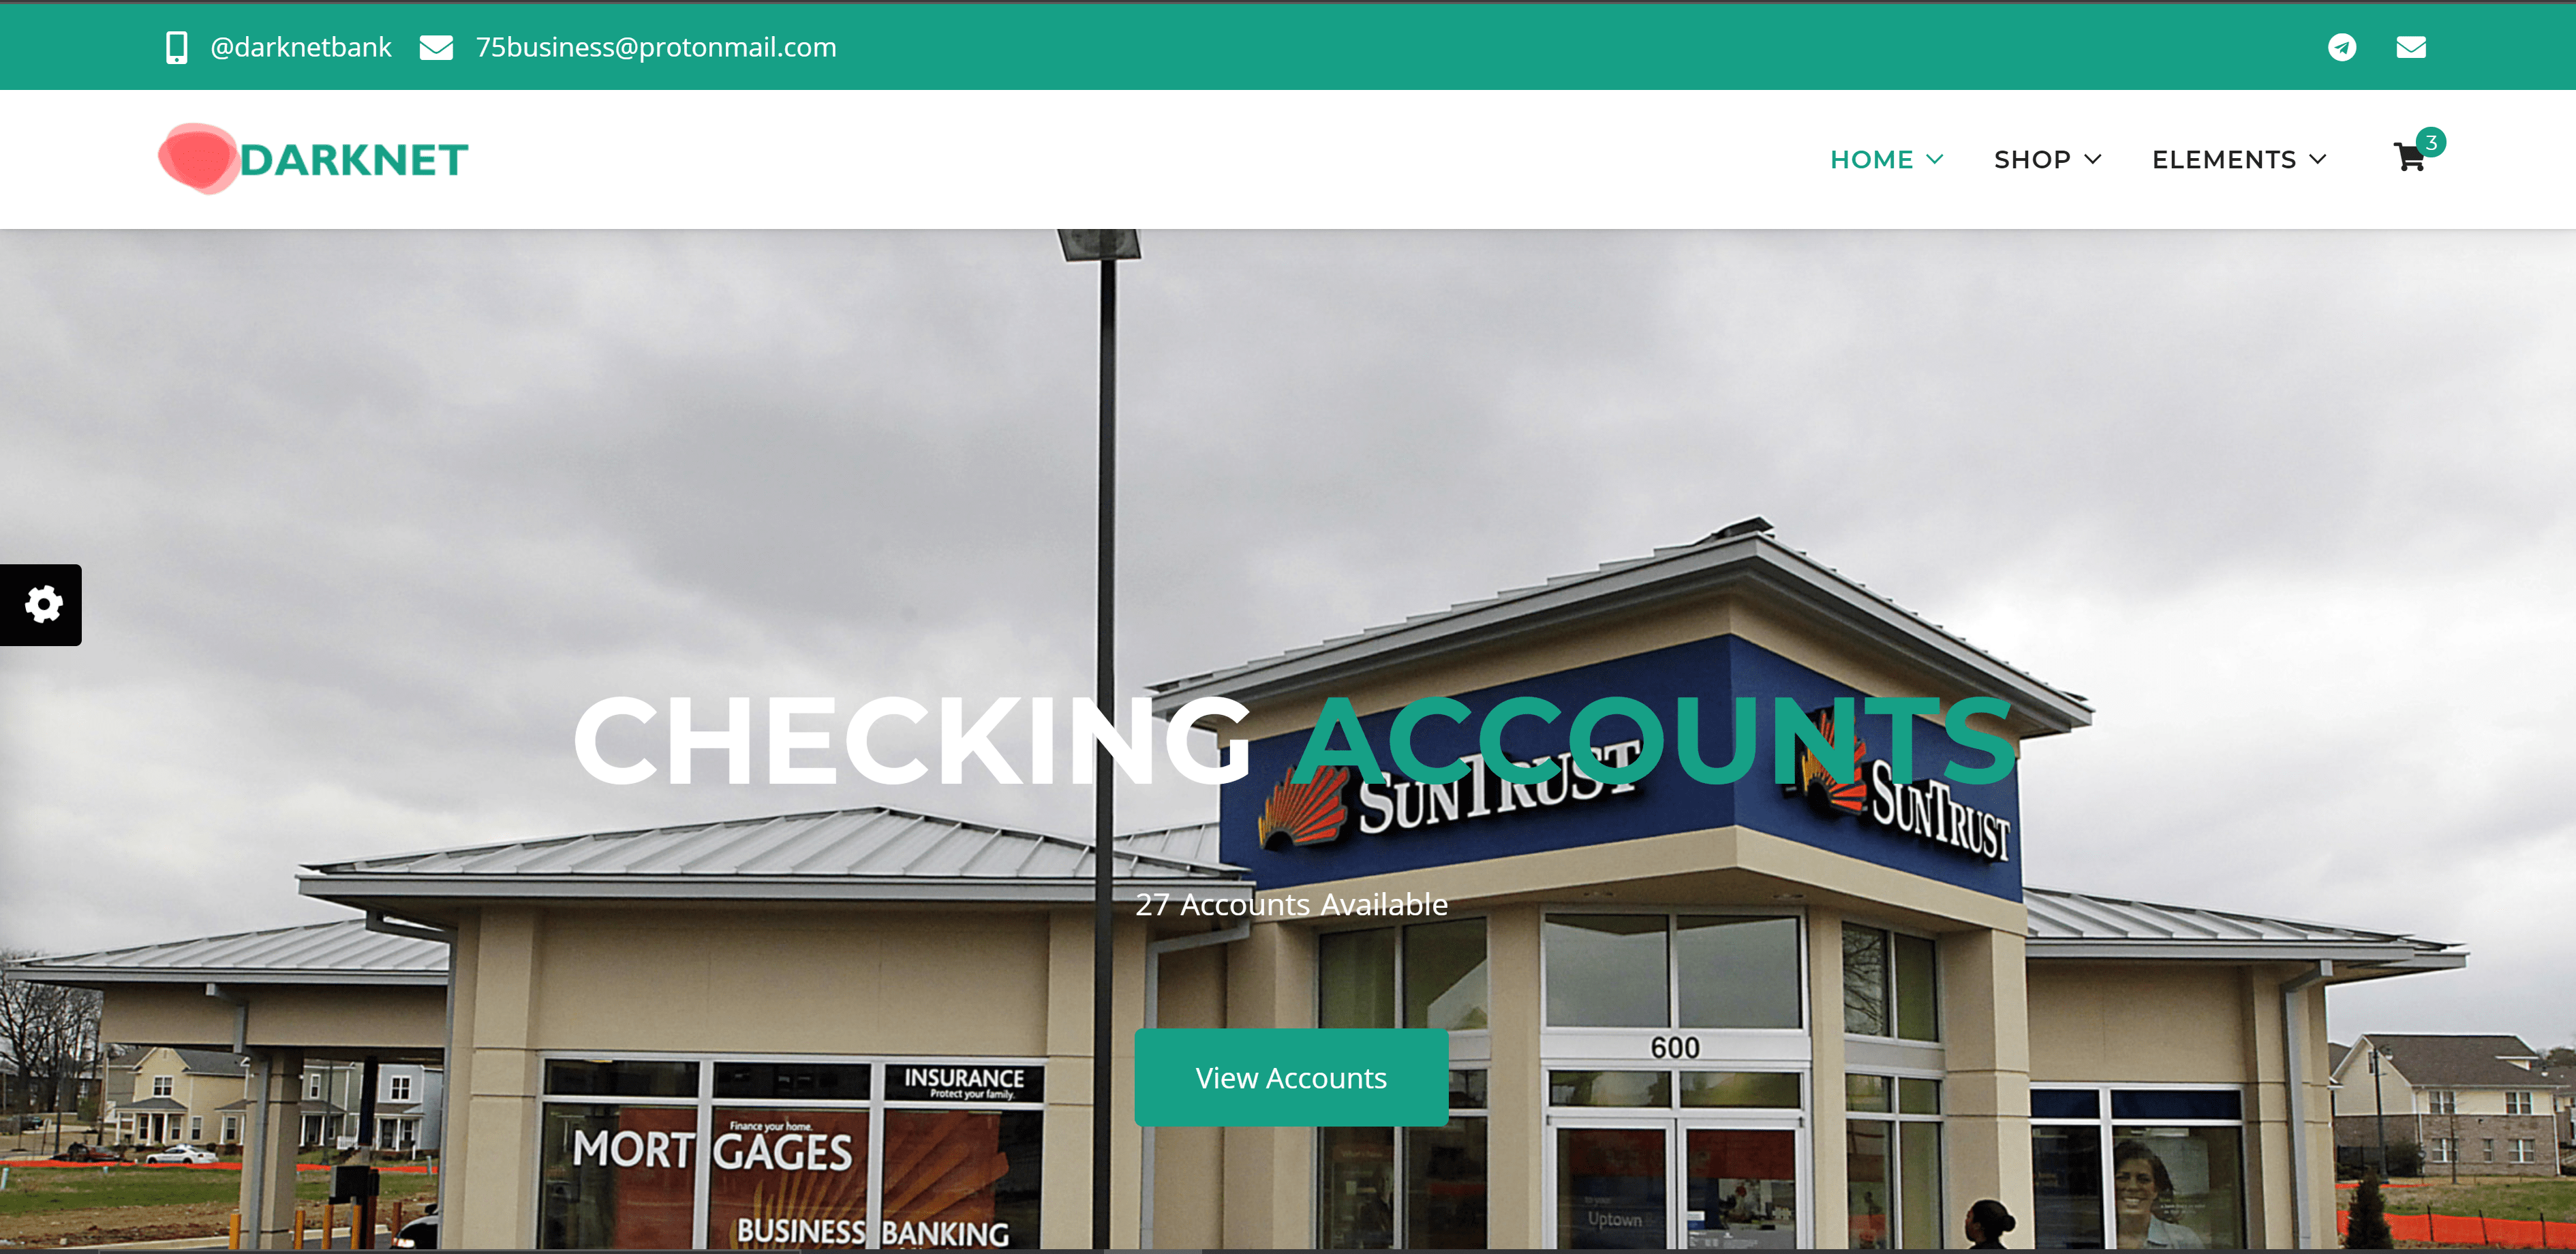 @darknetbank 75business@protonmail.com
DARKNET
HOME SHOP ELEMENTS 3
CHECKING ACCOUNTS
SUNTRUST SUNTRUST
27 Accounts Available
600
View Accounts
INSURANCE
Protect your family.
Finance your home.
MORTGAGES
BUSINESS BANKING
Uptown